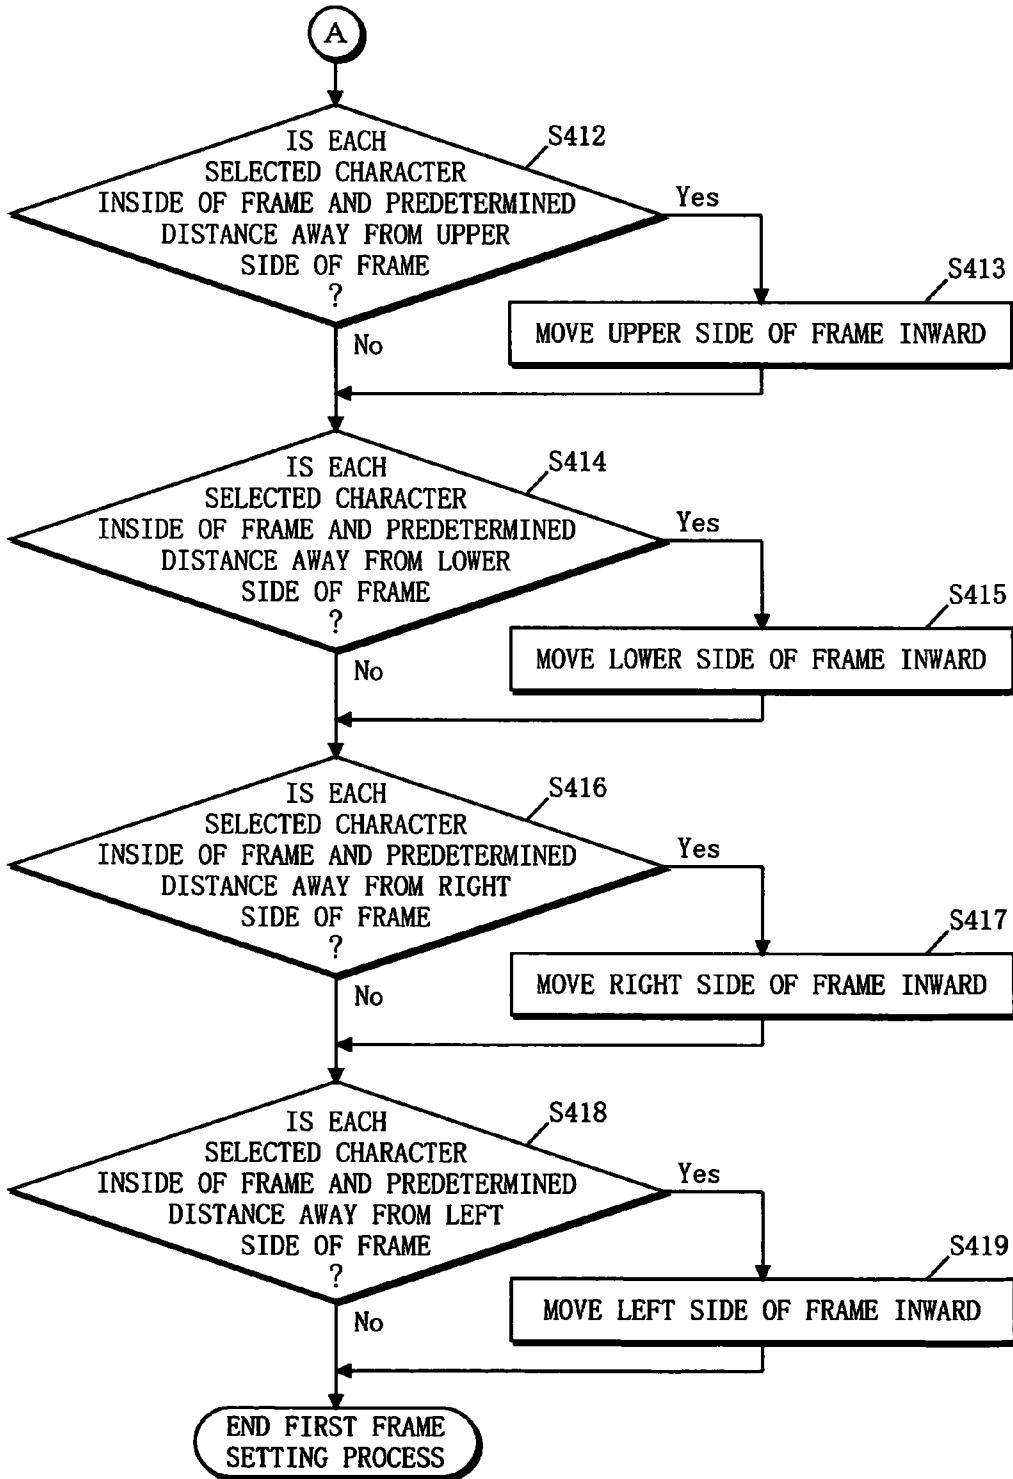 A
IS EACH
SELECTED CHARACTER
INSIDE OF FRAME AND PREDETERMINED
DISTANCE AWAY FROM UPPER
SIDE OF FRAME
?
S412
Yes
No
S413
MOVE UPPER SIDE OF FRAME INWARD
IS EACH
SELECTED CHARACTER
INSIDE OF FRAME AND PREDETERMINED
DISTANCE AWAY FROM LOWER
SIDE OF FRAME
?
S414
Yes
No
S415
MOVE LOWER SIDE OF FRAME INWARD
IS EACH
SELECTED CHARACTER
INSIDE OF FRAME AND PREDETERMINED
DISTANCE AWAY FROM RIGHT
SIDE OF FRAME
?
S416
Yes
No
S417
MOVE RIGHT SIDE OF FRAME INWARD
IS EACH
SELECTED CHARACTER
INSIDE OF FRAME AND PREDETERMINED
DISTANCE AWAY FROM LEFT
SIDE OF FRAME
?
S418
Yes
No
S419
MOVE LEFT SIDE OF FRAME INWARD
END FIRST FRAME
SETTING PROCESS